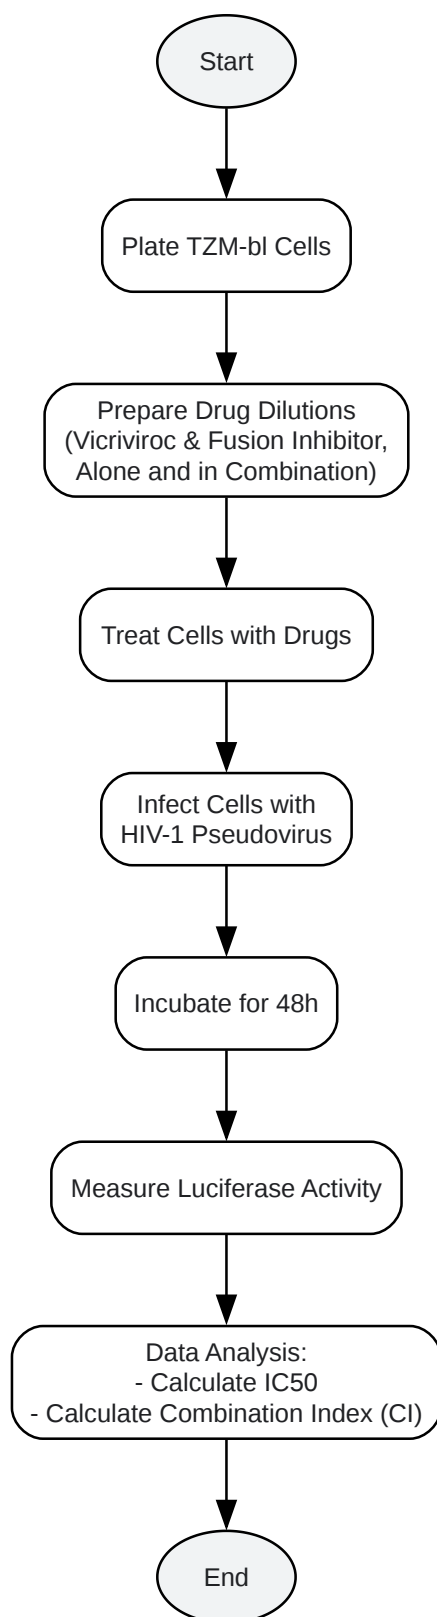 Start
Plate TZM-bl Cells
Prepare Drug Dilutions
(Vicriviroc & Fusion Inhibitor,
Alone and in Combination)
Treat Cells with Drugs
Infect Cells with
HIV-1 Pseudovirus
Incubate for 48h
Measure Luciferase Activity
Data Analysis:
- Calculate IC50
- Calculate Combination Index (CI)
End